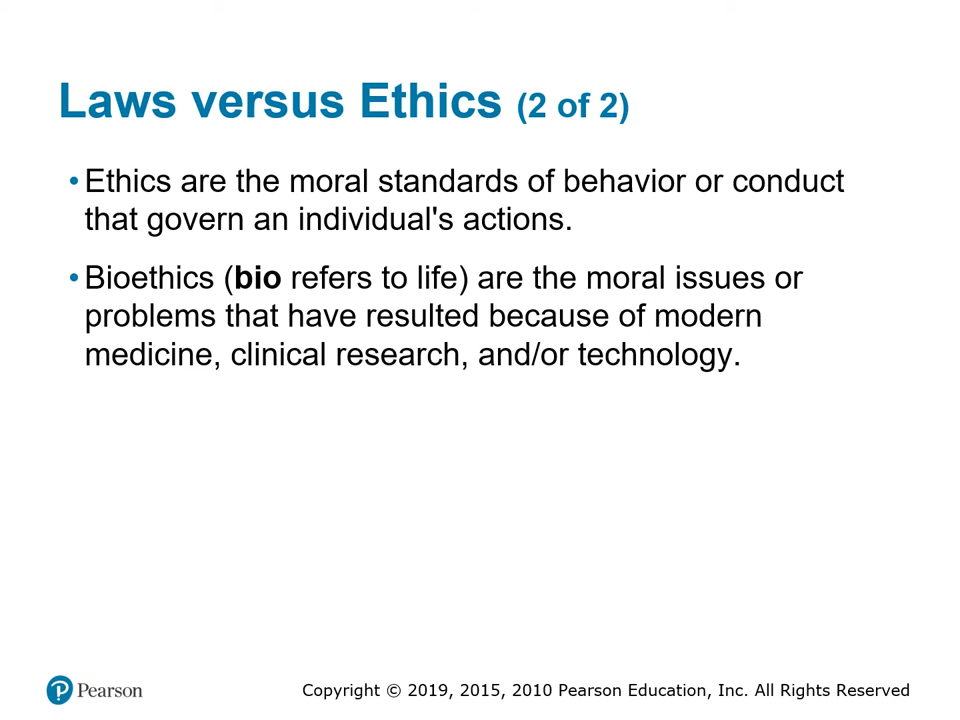 Laws versus Ethics (2 of 2)
• Ethics are the moral standards of behavior or conduct
that govern an individual's actions.
• Bioethics (bio refers to life) are the moral issues or
problems that have resulted because of modern
medicine, clinical research, and/or technology.
P Pearson
Copyright © 2019, 2015, 2010 Pearson Education, Inc. All Rights Reserved